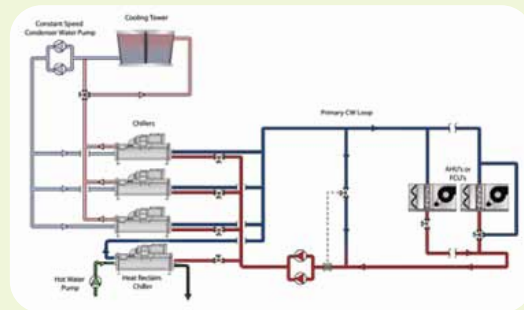 Constant Speed
Condenser Water Pump
Cooling Tower
Chillers
Primary CW Loop
AHU's or
FCU's
Hot Water
Pump
Heat Reclaim
Chiller